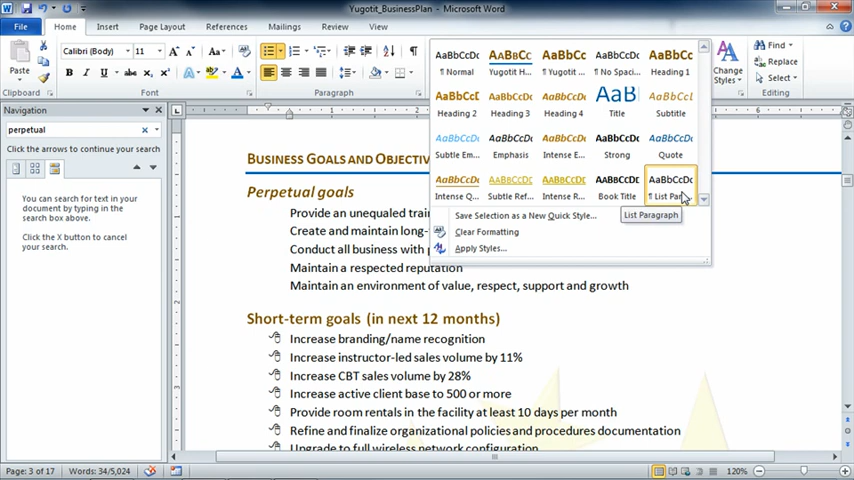 Yugotit_BusinessPlan - Microsoft Word
File Home Insert Page Layout References Mailings Review View
Calibri (Body) 11
Paste
B I U
Clipboard Font Paragraph
AaBbCcDc AaBbCc AaBbCc AaBbCcDc AaBbCc
¶ Normal Yugotit H... ¶ Yugotit ... ¶ No Spaci... Heading 1
AaBbCcD AaBbCcDc AaBbCcDc AaB AaBbCcL
Heading 2 Heading 3 Heading 4 Title Subtitle
AaBbCcDc AaBbCcDc AaBbCcDc AaBbCcDc AaBbCcDc
Subtle Em... Emphasis Intense E... Strong Quote
AaBbCcDc AaBbCcDc AaBbCcDc AaBbCcDc AaBbCcDc
Intense Q... Subtle Ref... Intense R... Book Title ¶ List Par...
Save Selection as a New Quick Style...
Clear Formatting
Apply Styles...
List Paragraph
Change Styles
Find
Replace
Select
Editing
Navigation
perpetual
Click the arrows to continue your search.
You can search for text in your
document by typing in the
search box above.
Click the X button to cancel
your search.
BUSINESS GOALS AND OBJECTIV
Perpetual goals
Provide an unequaled train
Create and maintain long-
Conduct all business with
Maintain a respected reputation
Maintain an environment of value, respect, support and growth
Short-term goals (in next 12 months)
Increase branding/name recognition
Increase instructor-led sales volume by 11%
Increase CBT sales volume by 28%
Increase active client base to 500 or more
Provide room rentals in the facility at least 10 days per month
Refine and finalize organizational policies and procedures documentation
Upgrade to full wireless network configuration
Page: 3 of 17 Words: 34/5,024 120%